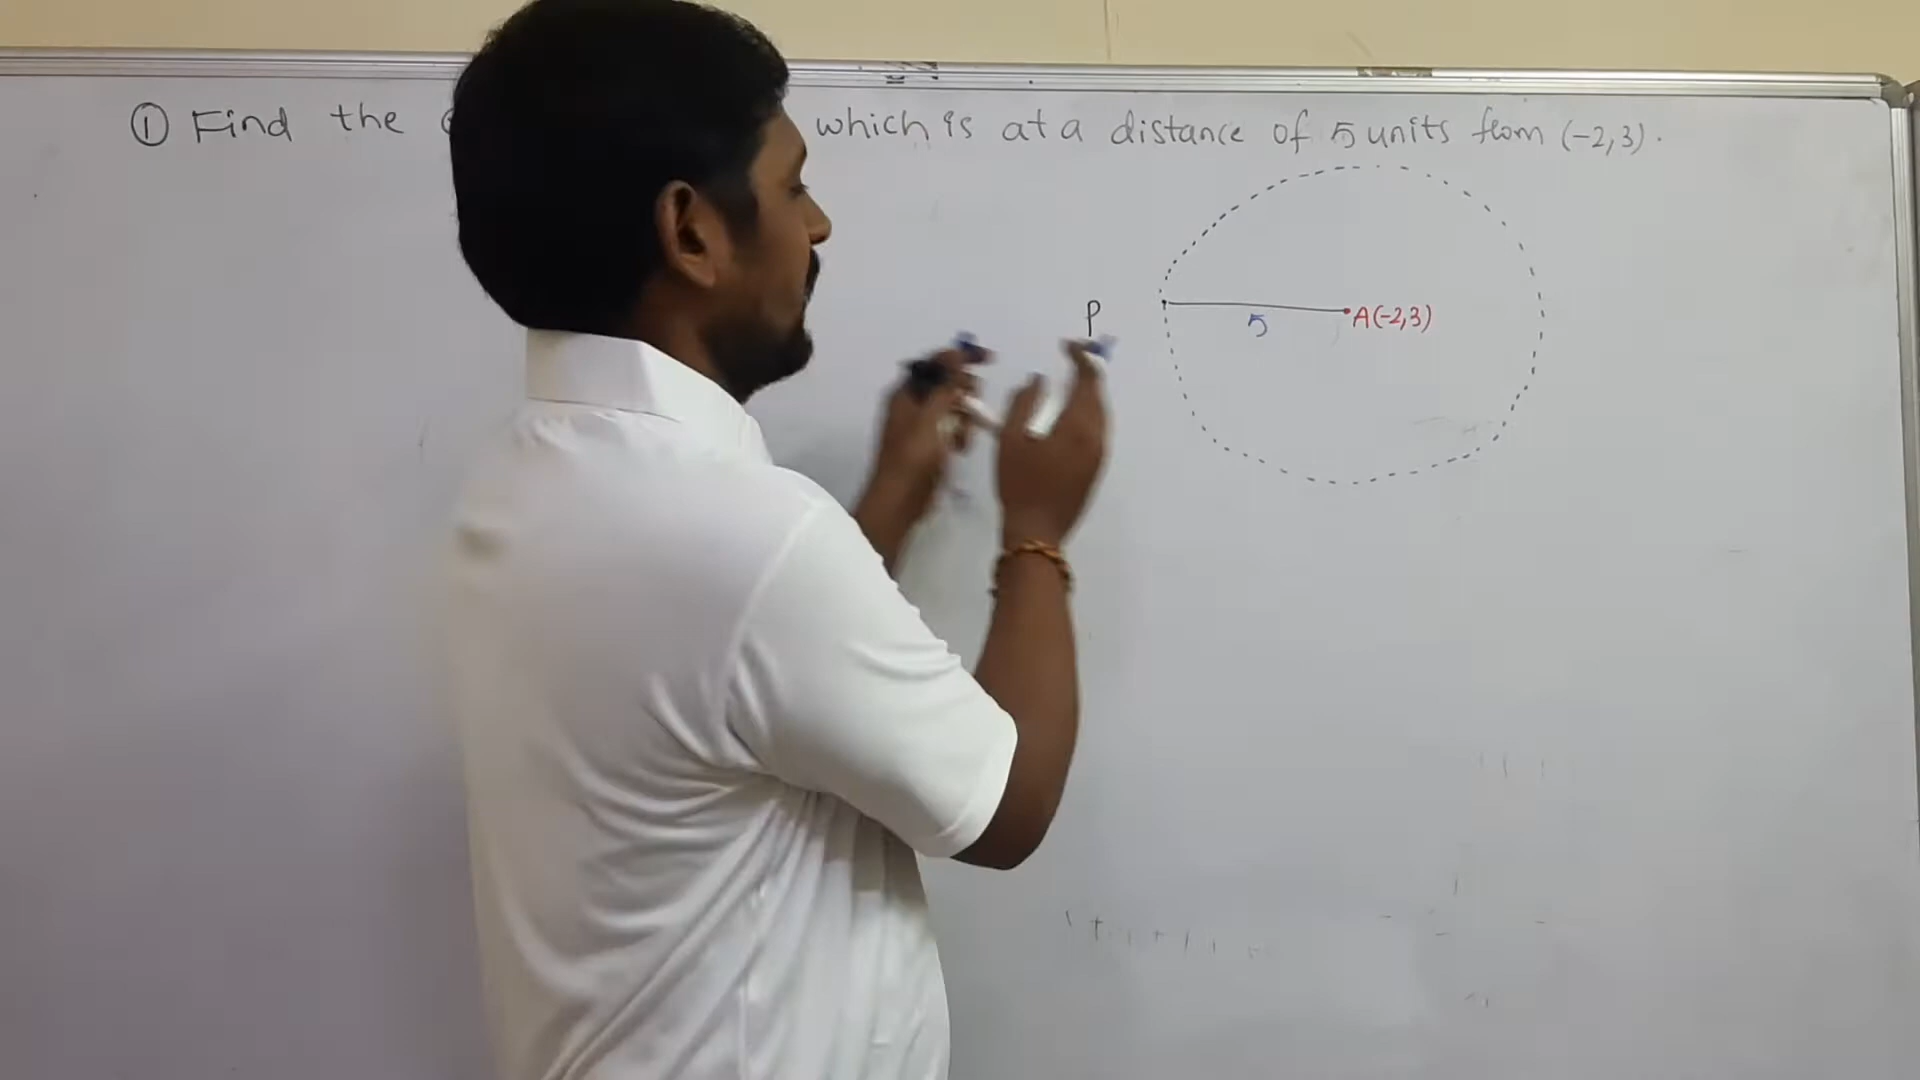 ① Find the which is at a distance of 5 units from (-2,3).
P
5
A(-2,3)